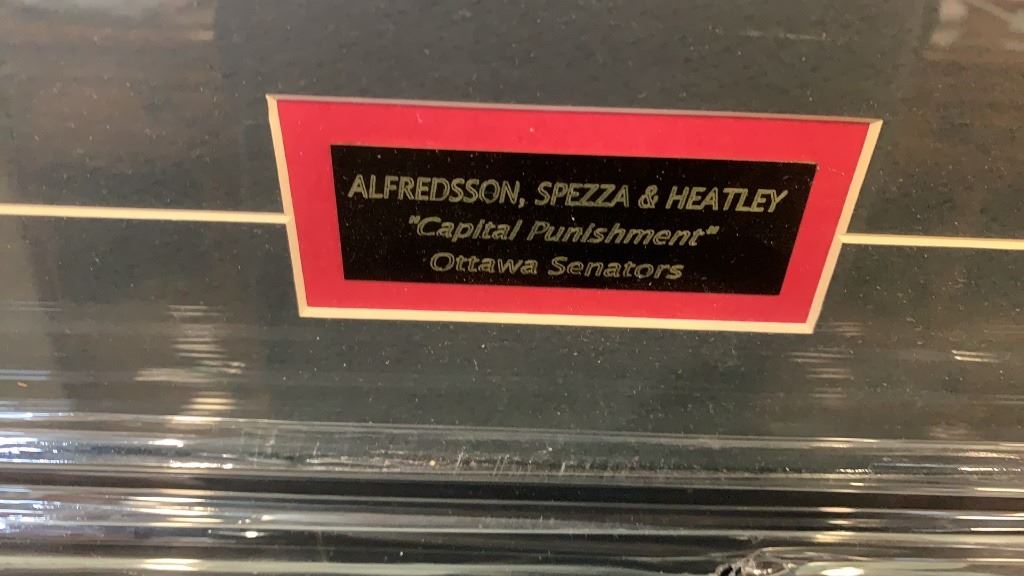 ALFREDSSON, SPEZZA & HEATLEY
"Capital Punishment"
Ottawa Senators